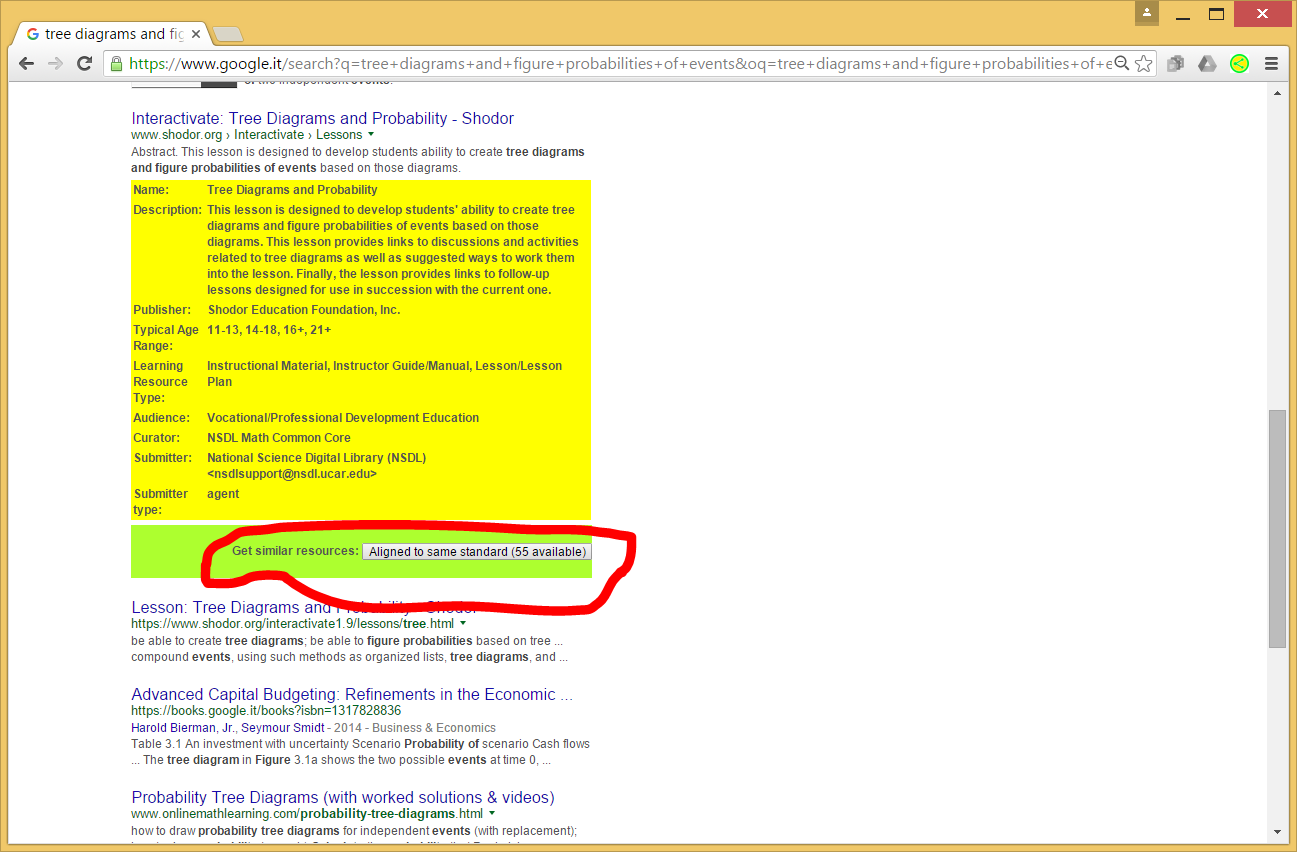 tree diagrams and fig
https://www.google.it/search?q=tree+diagrams+and+figure+probabilities+of+events&oq=tree+diagrams+and+figure+probabilities+of+e
of two independent events.
Interactivate: Tree Diagrams and Probability - Shodor
www.shodor.org › Interactivate › Lessons
Abstract. This lesson is designed to develop students ability to create tree diagrams
and figure probabilities of events based on those diagrams.
Name: Tree Diagrams and Probability
Description: This lesson is designed to develop students' ability to create tree
diagrams and figure probabilities of events based on those
diagrams. This lesson provides links to discussions and activities
related to tree diagrams as well as suggested ways to work them
into the lesson. Finally, the lesson provides links to follow-up
lessons designed for use in succession with the current one.
Publisher: Shodor Education Foundation, Inc.
Typical Age 11-13, 14-18, 16+, 21+
Range:
Learning Instructional Material, Instructor Guide/Manual, Lesson/Lesson
Resource Plan
Type:
Audience: Vocational/Professional Development Education
Curator: NSDL Math Common Core
Submitter: National Science Digital Library (NSDL)
<nsdlsupport@nsdl.ucar.edu>
Submitter agent
type:
Get similar resources: Aligned to same standard (55 available)
Lesson: Tree Diagrams and Probability - Shodor
https://www.shodor.org/interactivate1.9/lessons/tree.html
be able to create tree diagrams; be able to figure probabilities based on tree ...
compound events, using such methods as organized lists, tree diagrams, and ...
Advanced Capital Budgeting: Refinements in the Economic ...
https://books.google.it/books?isbn=1317828836
Harold Bierman, Jr., Seymour Smidt - 2014 - Business & Economics
Table 3.1 An investment with uncertainty Scenario Probability of scenario Cash flows
... The tree diagram in Figure 3.1a shows the two possible events at time 0, ...
Probability Tree Diagrams (with worked solutions & videos)
www.onlinemathlearning.com/probability-tree-diagrams.html
how to draw probability tree diagrams for independent events (with replacement);